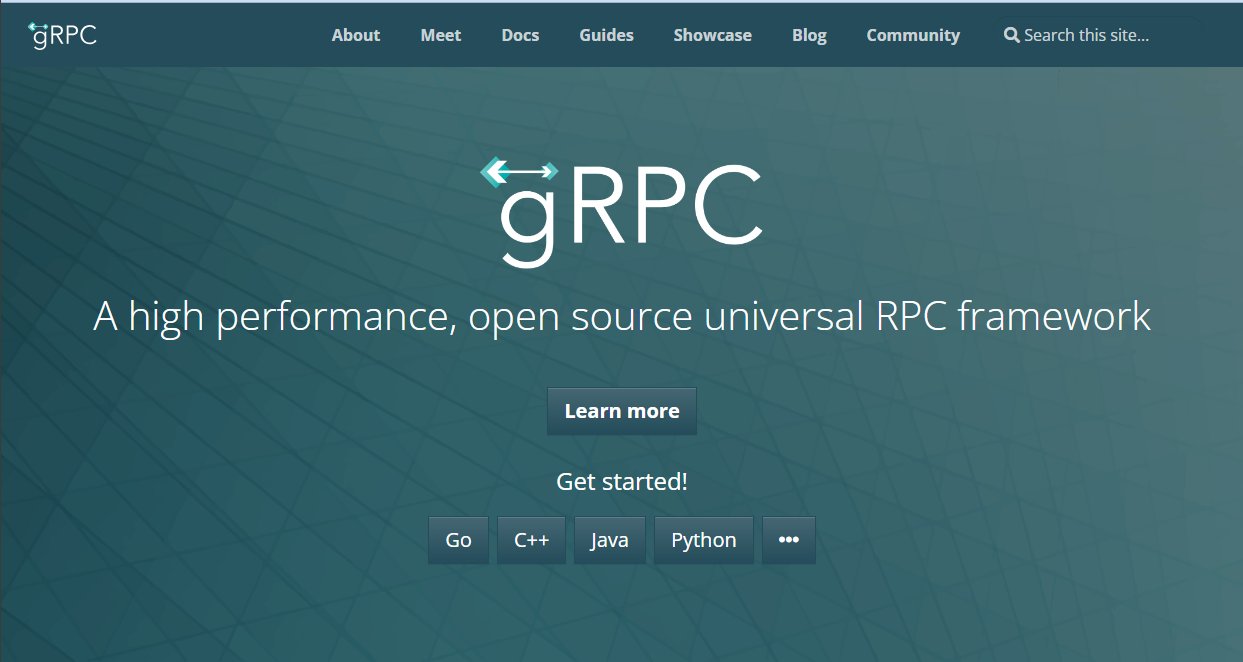 gRPC About Meet Docs Guides Showcase Blog Community Search this site...
gRPC
A high performance, open source universal RPC framework
Learn more
Get started!
Go C++ Java Python •••